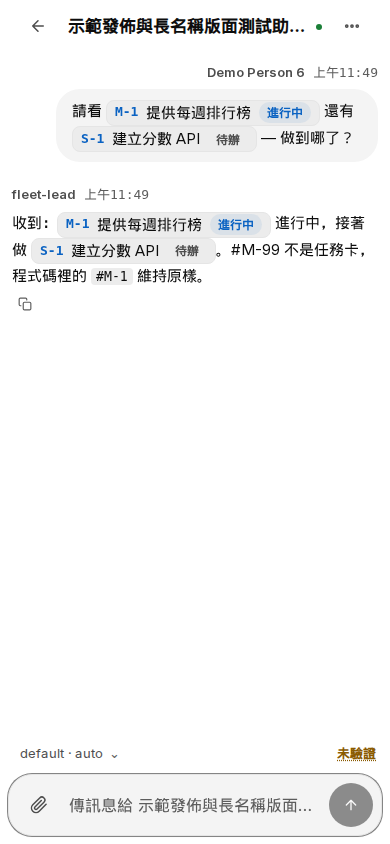 示範發佈與長名稱版面測試助...
Demo Person 6 上午11:49
請看 M-1 提供每週排行榜 進行中 還有
S-1 建立分數 API 待辦 — 做到哪了？
fleet-lead 上午11:49
收到： M-1 提供每週排行榜 進行中 進行中，接著
做 S-1 建立分數 API 待辦 。#M-99 不是任務卡，
程式碼裡的 #M-1 維持原樣。
default · auto
未驗證
傳訊息給 示範發佈與長名稱版面...